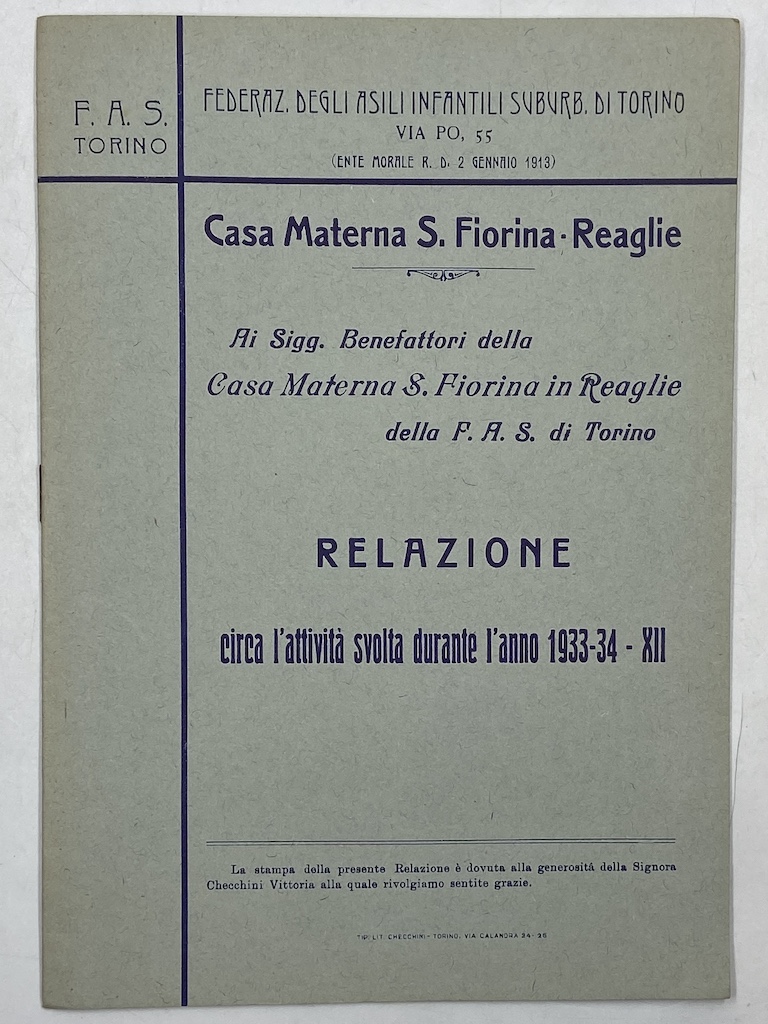 F. A. S.
TORINO
FEDERAZ. DEGLI ASILI INFANTILI SUBURB. DI TORINO
VIA PO, 55
(ENTE MORALE R. D. 2 GENNAIO 1913)
Casa Materna S. Fiorina - Reaglie
Ai Sigg. Benefattori della
Casa Materna S. Fiorina in Reaglie
della F. A. S. di Torino
RELAZIONE
circa l'attività svolta durante l'anno 1933-34 - XII
La stampa della presente Relazione è dovuta alla generosità della Signora
Checchini Vittoria alla quale rivolgiamo sentite grazie.
TIP. LIT. CHECCHINI - TORINO, VIA CALANDRA 24-26